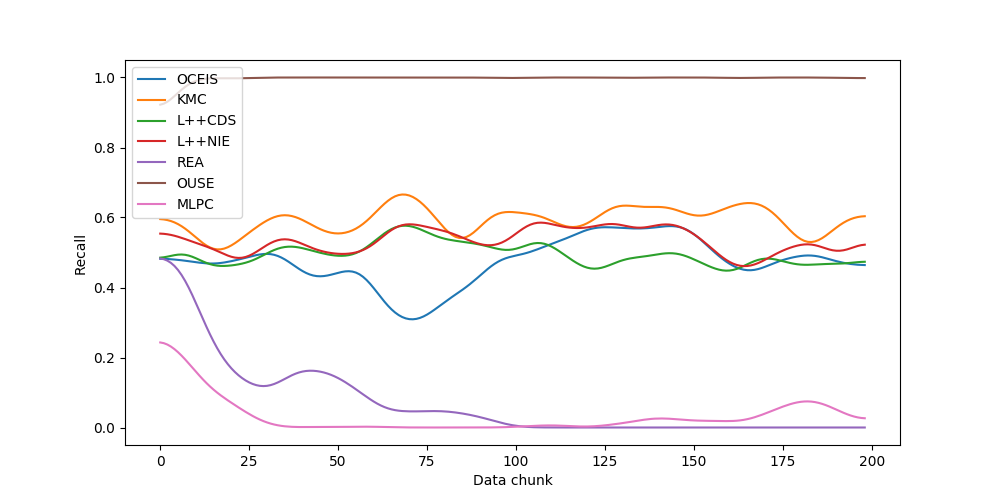 1.0
0.8
0.6
0.4
0.2
0.0
Recall
OCEIS
KMC
L++CDS
L++NIE
REA
OUSE
MLPC
0 25 50 75 100 125 150 175 200
Data chunk